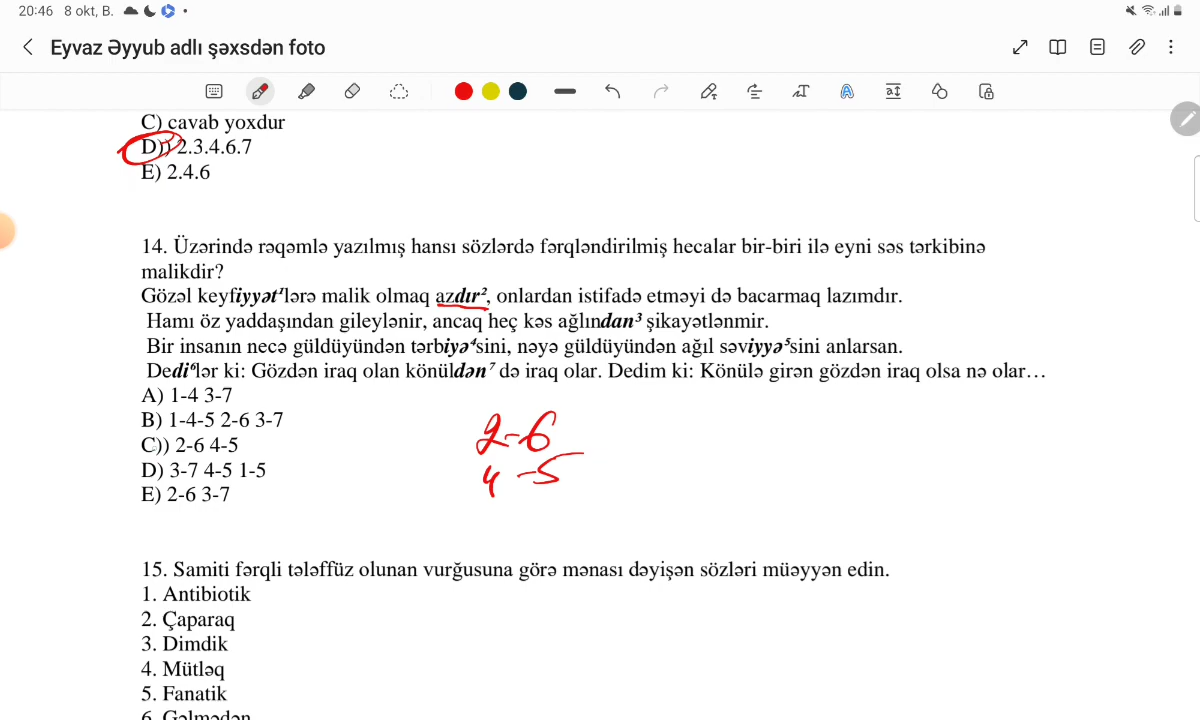 20:46 8 okt, B.
Eyvaz Əyyub adlı şəxsdən foto
C) cavab yoxdur
D)) 2.3.4.6.7
E) 2.4.6
14. Üzərində rəqəmlə yazılmış hansı sözlərdə fərqləndirilmiş hecalar bir-biri ilə eyni səs tərkibinə
malikdir?
Gözəl keyfiyyət¹lərə malik olmaq azdır², onlardan istifadə etməyi də bacarmaq lazımdır.
Hamı öz yaddaşından gileylənir, ancaq heç kəs ağlından³ şikayətlənmir.
Bir insanın necə güldüyündən tərbiyə⁴sini, nəyə güldüyündən ağıl səviyyə⁵sini anlarsan.
Dedi⁶lər ki: Gözdən iraq olan könüldən⁷ də iraq olar. Dedim ki: Könülə girən gözdən iraq olsa nə olar…
A) 1-4 3-7
B) 1-4-5 2-6 3-7
C)) 2-6 4-5
D) 3-7 4-5 1-5
E) 2-6 3-7
2-6
4-5
15. Samiti fərqli tələffüz olunan vurğusuna görə mənası dəyişən sözləri müəyyən edin.
1. Antibiotik
2. Çaparaq
3. Dimdik
4. Mütləq
5. Fanatik
6. Gəlmədən